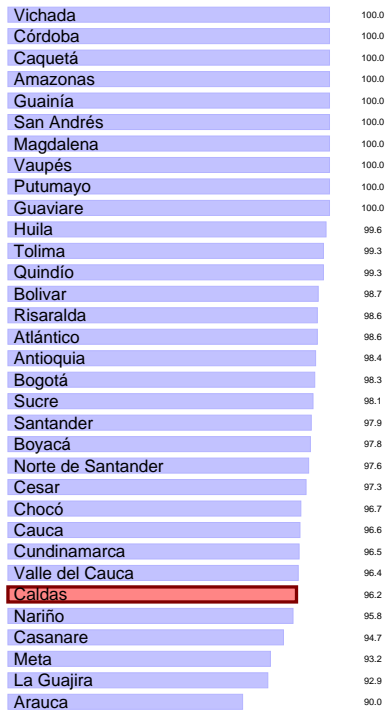 Vichada 100.0
Córdoba 100.0
Caquetá 100.0
Amazonas 100.0
Guainía 100.0
San Andrés 100.0
Magdalena 100.0
Vaupés 100.0
Putumayo 100.0
Guaviare 100.0
Huila 99.6
Tolima 99.3
Quindío 99.3
Bolivar 98.7
Risaralda 98.6
Atlántico 98.6
Antioquia 98.4
Bogotá 98.3
Sucre 98.1
Santander 97.9
Boyacá 97.8
Norte de Santander 97.6
Cesar 97.3
Chocó 96.7
Cauca 96.6
Cundinamarca 96.5
Valle del Cauca 96.4
Caldas 96.2
Nariño 95.8
Casanare 94.7
Meta 93.2
La Guajira 92.9
Arauca 90.0